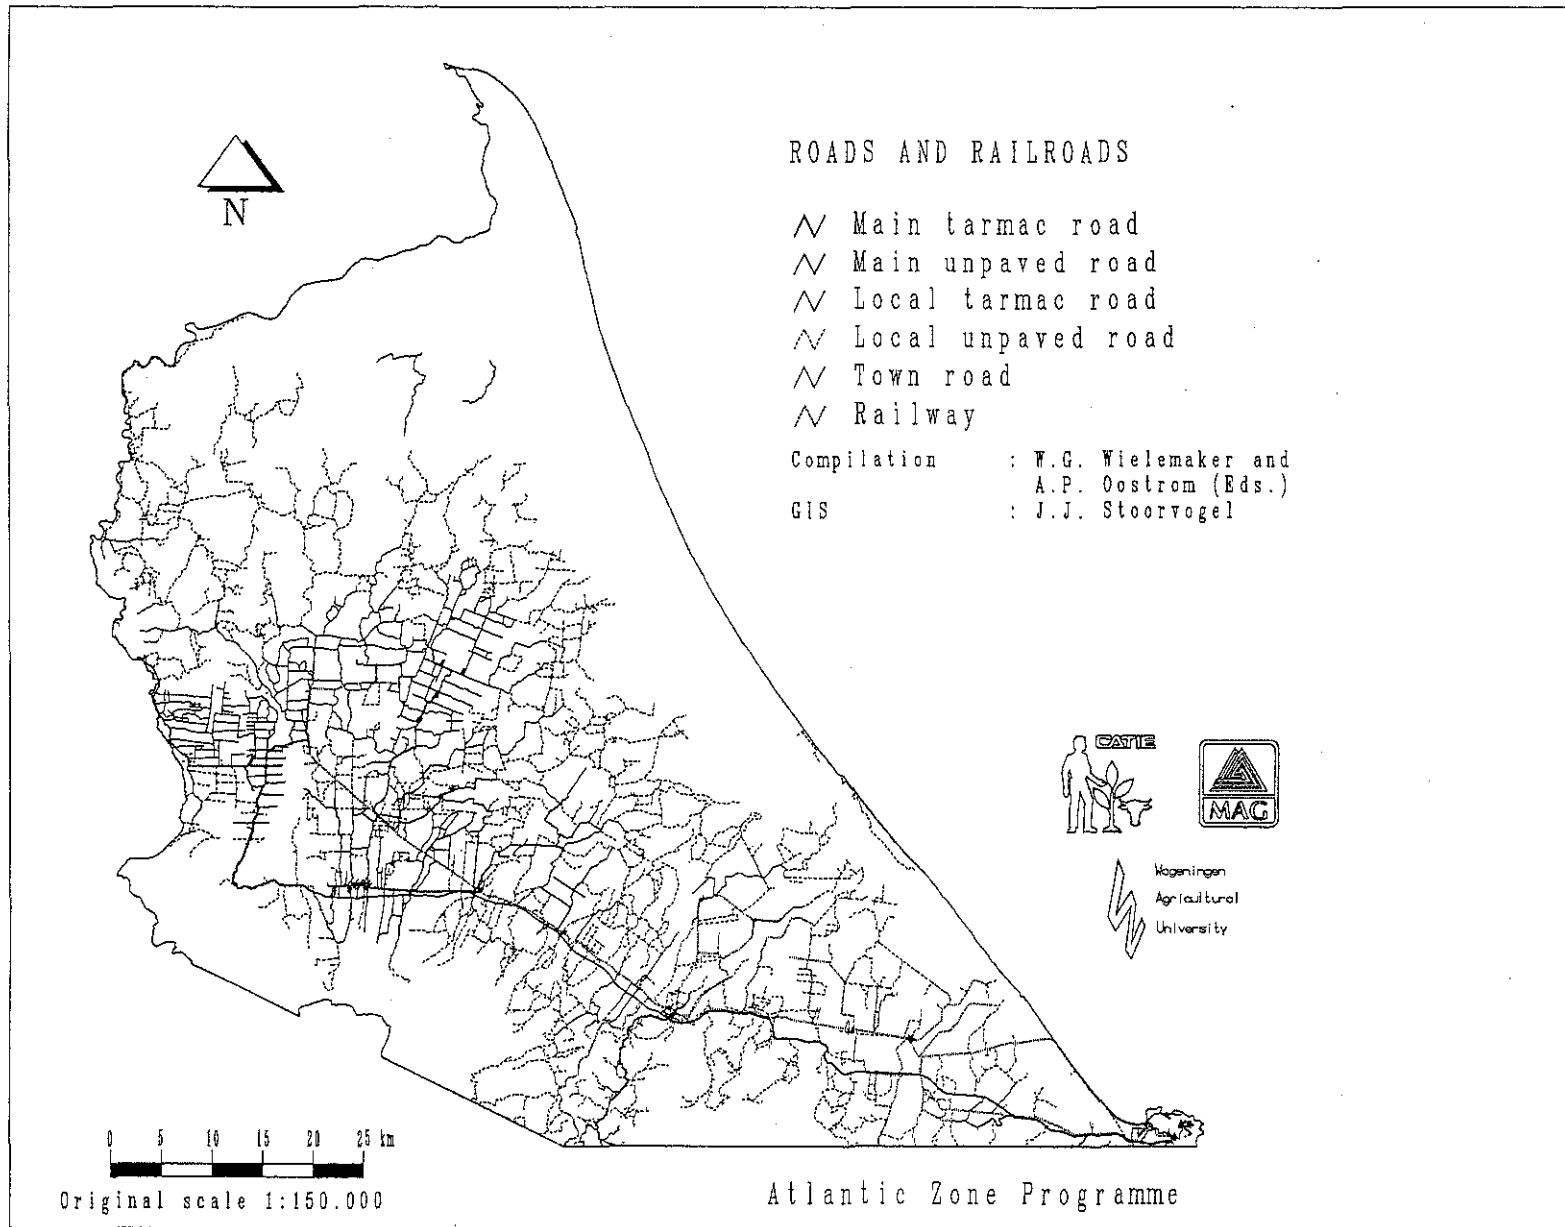 ROADS AND RAILROADS
N
Main tarmac road
Main unpaved road
Local tarmac road
Local unpaved road
Town road
Railway
Compilation : W.G. Wielemaker and
A.P. Oostrom (Eds.)
GIS : J.J. Stoorvogel
CATIE
MAG
Wageningen
Agricultural
University
0 5 10 15 20 25 km
Original scale 1:150.000
Atlantic Zone Programme